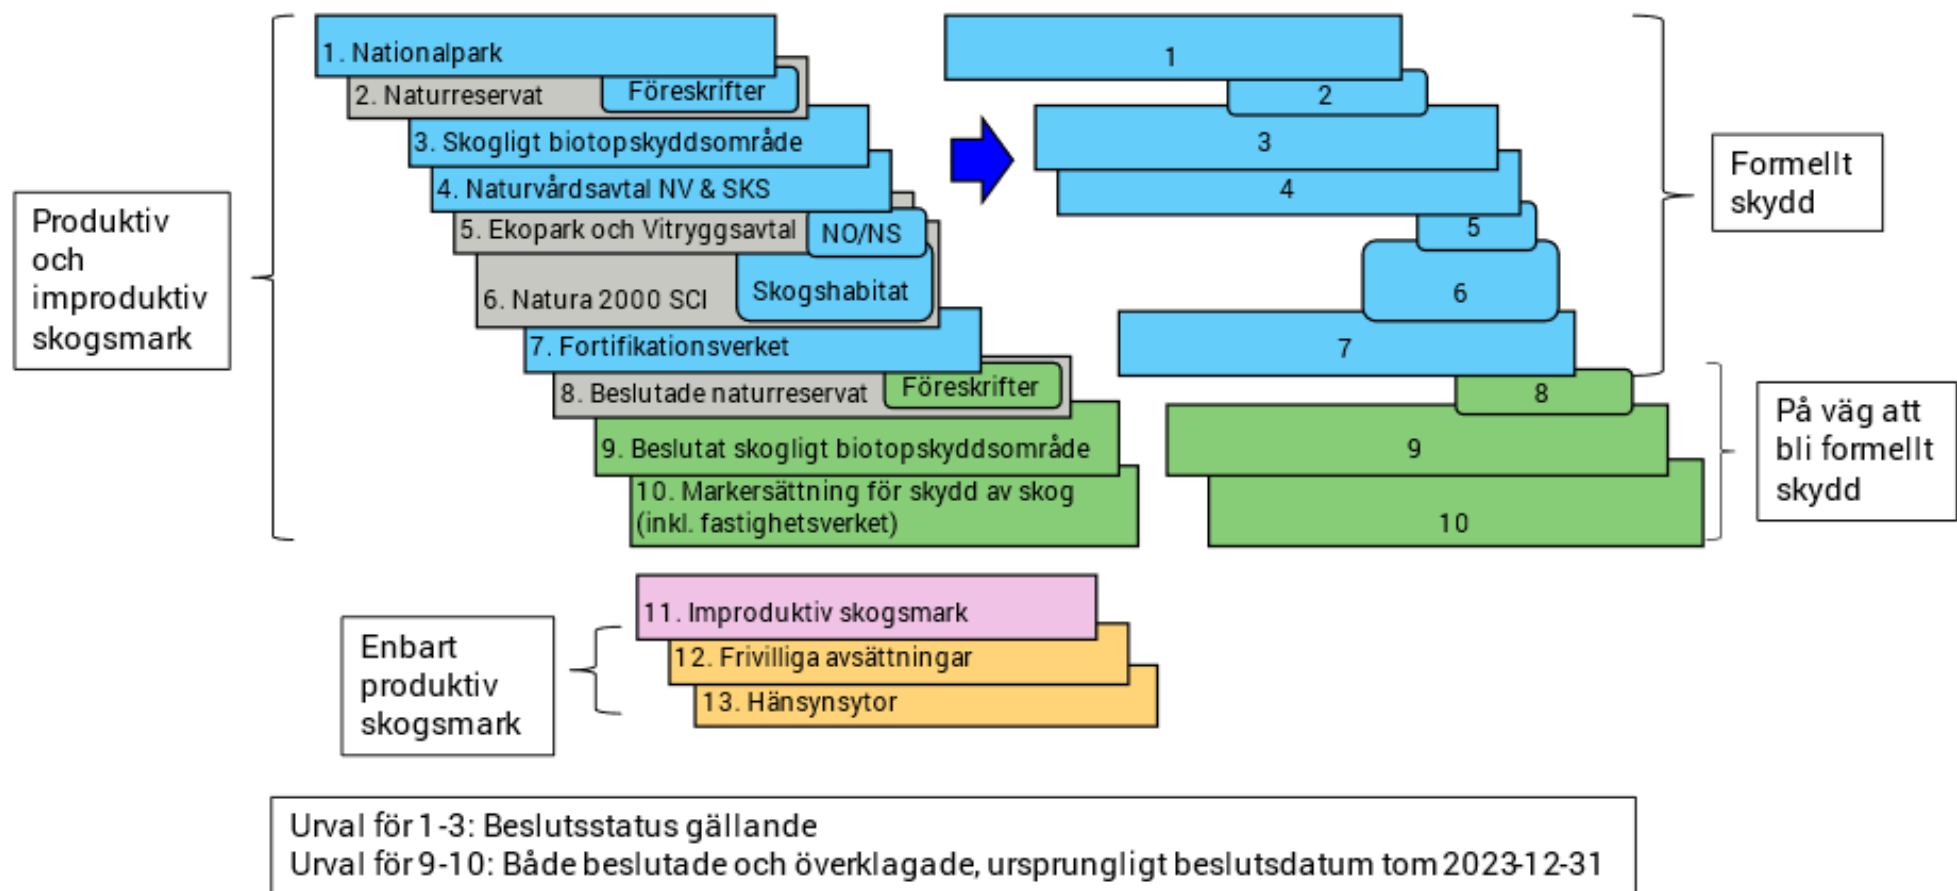 Produktiv
och
improduktiv
skogsmark
1. Nationalpark
2. Naturreservat
Föreskrifter
3. Skogligt biotopskyddsområde
4. Naturvårdsavtal NV & SKS
5. Ekopark och Vitryggsavtal
NO/NS
6. Natura 2000 SCI
Skogshabitat
7. Fortifikationsverket
8. Beslutade naturreservat
Föreskrifter
9. Beslutat skogligt biotopskyddsområde
10. Markersättning för skydd av skog
(inkl. fastighetsverket)
1
2
3
4
5
6
7
8
9
10
Formellt
skydd
På väg att
bli formellt
skydd
Enbart
produktiv
skogsmark
11. Improduktiv skogsmark
12. Frivilliga avsättningar
13. Hänsynsytor
Urval för 1-3: Beslutsstatus gällande
Urval för 9-10: Både beslutade och överklagade, ursprungligt beslutsdatum tom 2023-12-31